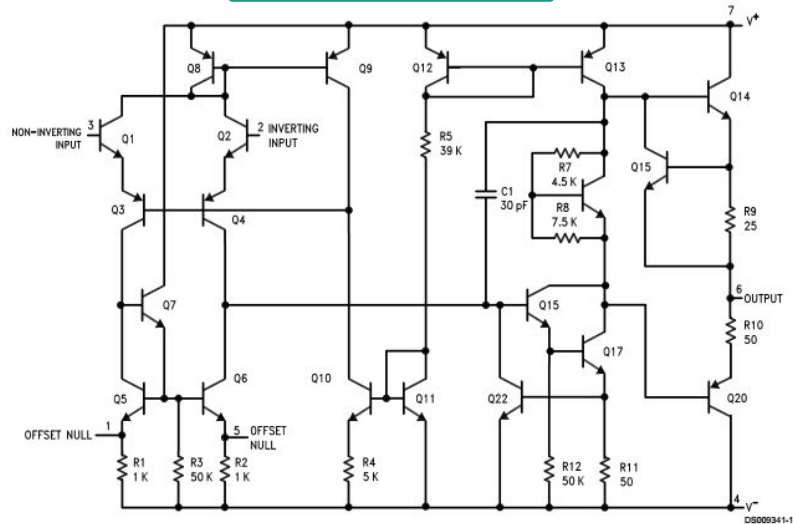 7
V+
Q8
Q9
Q12
Q13
Q14
3
NON-INVERTING
INPUT
Q1
Q2
2 INVERTING
INPUT
R5
39 K
Q15
R7
4.5 K
C1
30 pF
R8
7.5 K
R9
25
Q3
Q4
Q7
Q15
6
OUTPUT
R10
50
Q17
Q5
Q6
Q10
Q11
Q22
Q20
OFFSET NULL
1
5 OFFSET
NULL
R1
1 K
R3
50 K
R2
1 K
R4
5 K
R12
50 K
R11
50
4
V-
DS009341-1